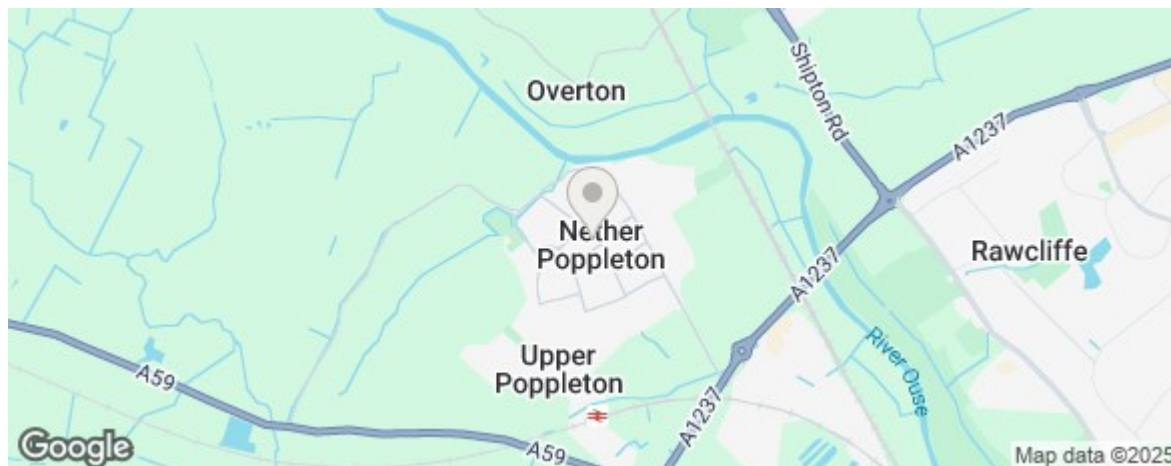 Overton
Shipton Rd
A1237
Nether
Poppleton
Rawcliffe
A1237
Upper
Poppleton
River Ouse
A59
A1237
A59
Google
Map data ©2025